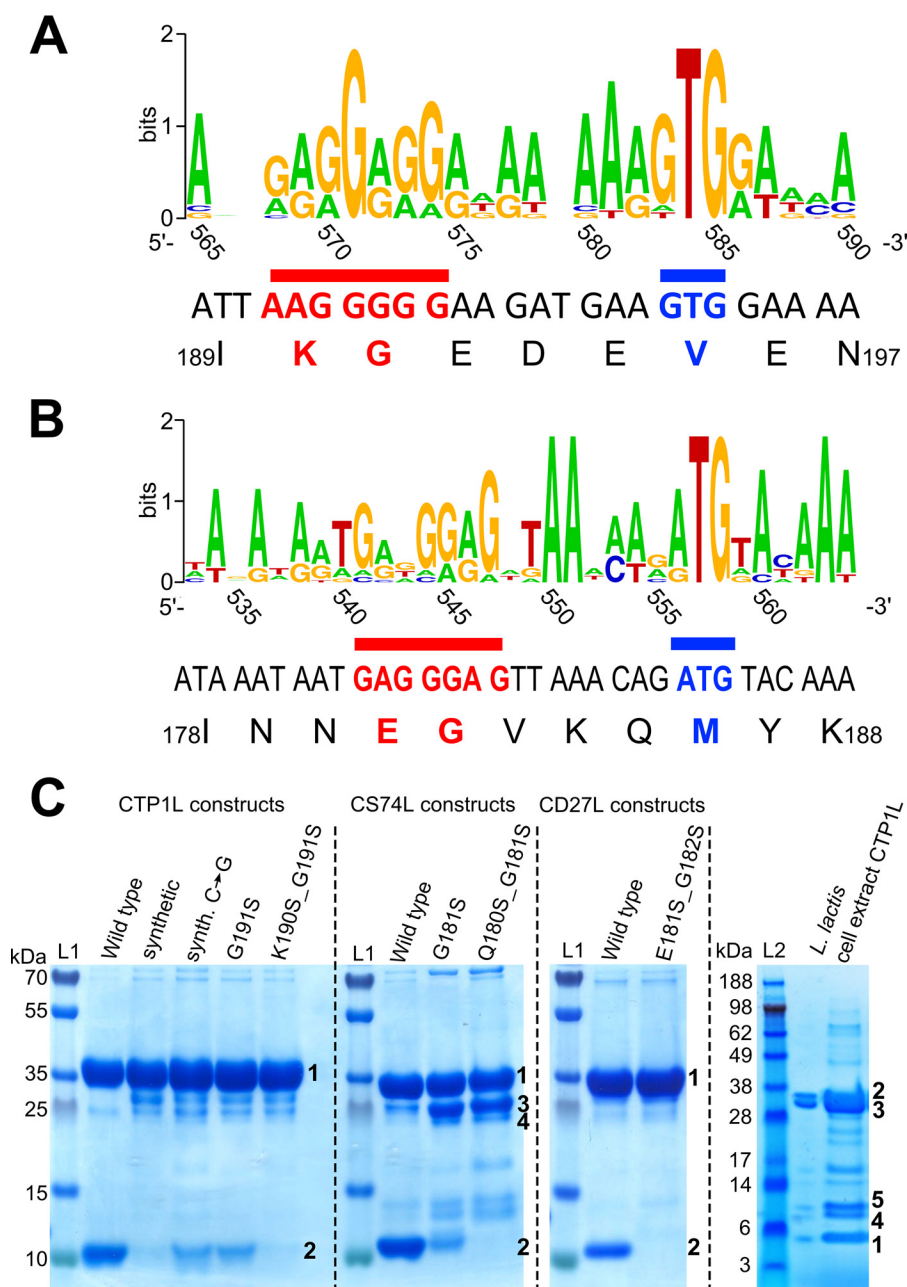 A
2
bits
1
0
5'-
565
570
575
580
585
590
-3'
ATT AAG GGG GAA GAT GAA GTG GAA AA
189I K G E D E V E N197
B
2
bits
1
0
5'-
535
540
545
550
555
560
-3'
ATA AAT AAT GAG GGA GTT AAA CAG ATG TAC AAA
178I N N E G V K Q M Y K188
C
CTP1L constructs
CS74L constructs
CD27L constructs
kDa
L1
Wild type
synthetic
synth. C→G
G191S
K190S_G191S
L1
Wild type
G181S
Q180S_G181S
L1
Wild type
E181S_G182S
kDa
L2
L. lactis
cell extract CTP1L
70
55
35
25
15
10
1
2
1
3
4
2
1
2
188
98
62
49
38
28
17
14
6
3
2
3
5
4
1